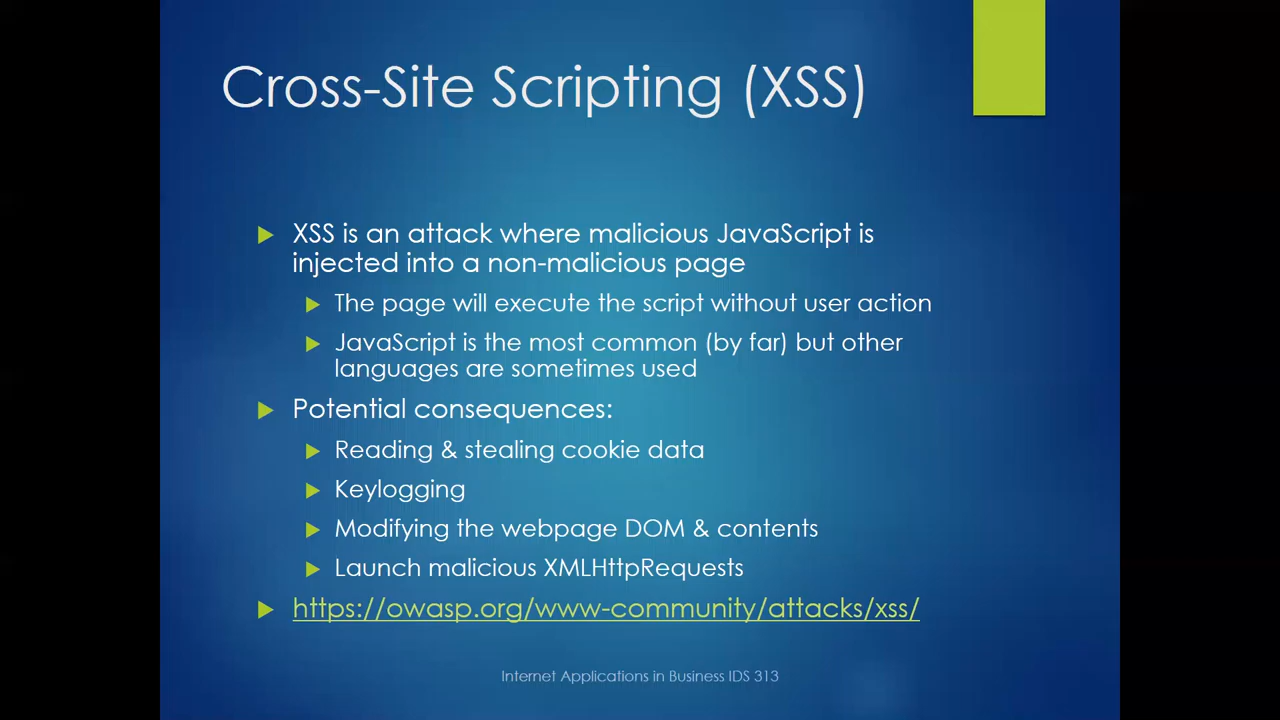 Cross-Site Scripting (XSS)
XSS is an attack where malicious JavaScript is
injected into a non-malicious page
The page will execute the script without user action
JavaScript is the most common (by far) but other
languages are sometimes used
Potential consequences:
Reading & stealing cookie data
Keylogging
Modifying the webpage DOM & contents
Launch malicious XMLHttpRequests
https://owasp.org/www-community/attacks/xss/
Internet Applications in Business IDS 313